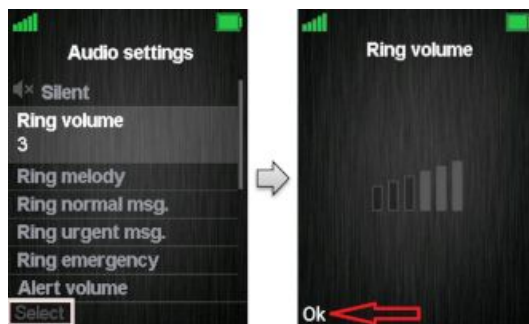 Audio settings
Silent
Ring volume
3
Ring melody
Ring normal msg.
Ring urgent msg.
Ring emergency
Alert volume
Select
Ring volume
Ok